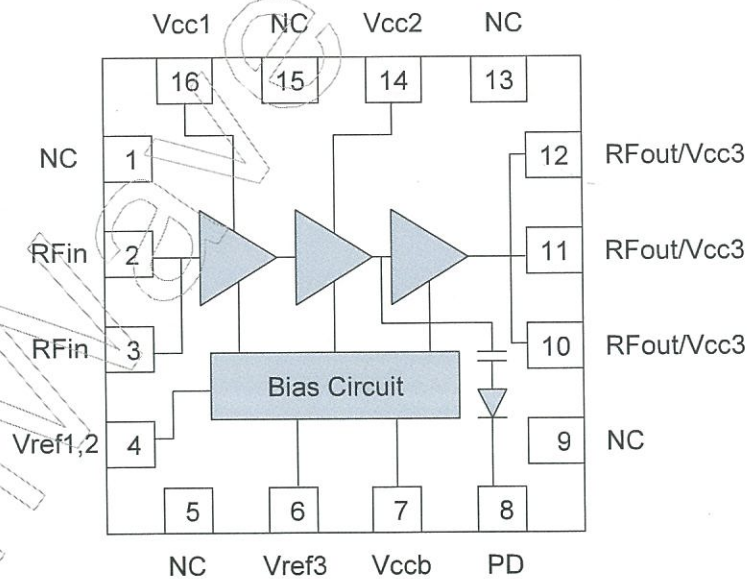 Vcc1 NC Vcc2 NC
16 15 14 13
NC 1 12 RFout/Vcc3
RFin 2 11 RFout/Vcc3
RFin 3 10 RFout/Vcc3
Bias Circuit
Vref1,2 4 9 NC
5 6 7 8
NC Vref3 Vccb PD